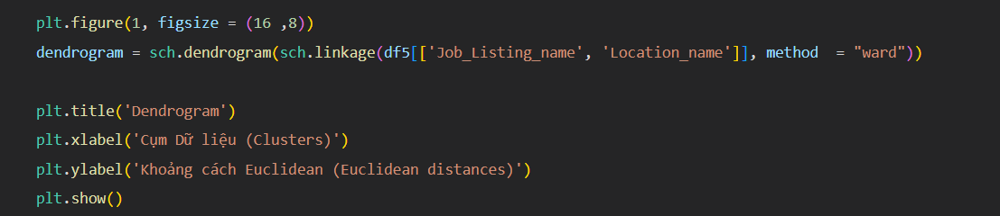 plt.figure(1, figsize = (16 ,8))
dendrogram = sch.dendrogram(sch.linkage(df5[['Job_Listing_name', 'Location_name']], method  = "ward"))
plt.title('Dendrogram')
plt.xlabel('Cụm Dữ liệu (Clusters)')
plt.ylabel('Khoảng cách Euclidean (Euclidean distances)')
plt.show()